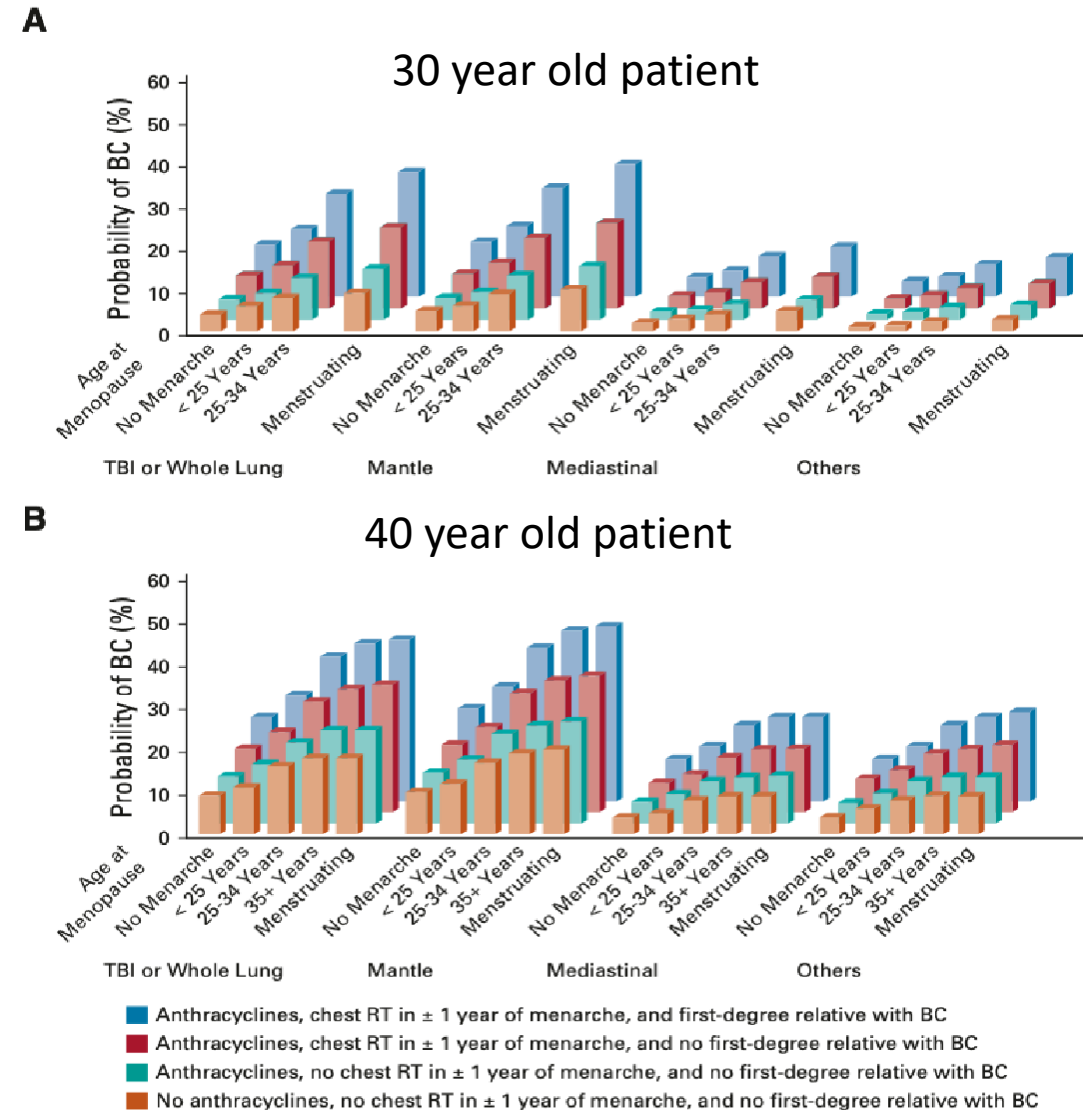 A
30 year old patient
Probability of BC (%)
60
50
40
30
20
10
0
Age at
Menopause
No Menarche
< 25 Years
25-34 Years
Menstruating
No Menarche
< 25 Years
25-34 Years
Menstruating
No Menarche
< 25 Years
25-34 Years
Menstruating
No Menarche
< 25 Years
25-34 Years
Menstruating
TBI or Whole Lung Mantle Mediastinal Others
B
40 year old patient
Probability of BC (%)
60
50
40
30
20
10
0
Age at
Menopause
No Menarche
< 25 Years
25-34 Years
35+ Years
Menstruating
No Menarche
< 25 Years
25-34 Years
35+ Years
Menstruating
No Menarche
< 25 Years
25-34 Years
35+ Years
Menstruating
No Menarche
< 25 Years
25-34 Years
35+ Years
Menstruating
TBI or Whole Lung Mantle Mediastinal Others
Anthracyclines, chest RT in ± 1 year of menarche, and first-degree relative with BC
Anthracyclines, chest RT in ± 1 year of menarche, and no first-degree relative with BC
Anthracyclines, no chest RT in ± 1 year of menarche, and no first-degree relative with BC
No anthracyclines, no chest RT in ± 1 year of menarche, and no first-degree relative with BC